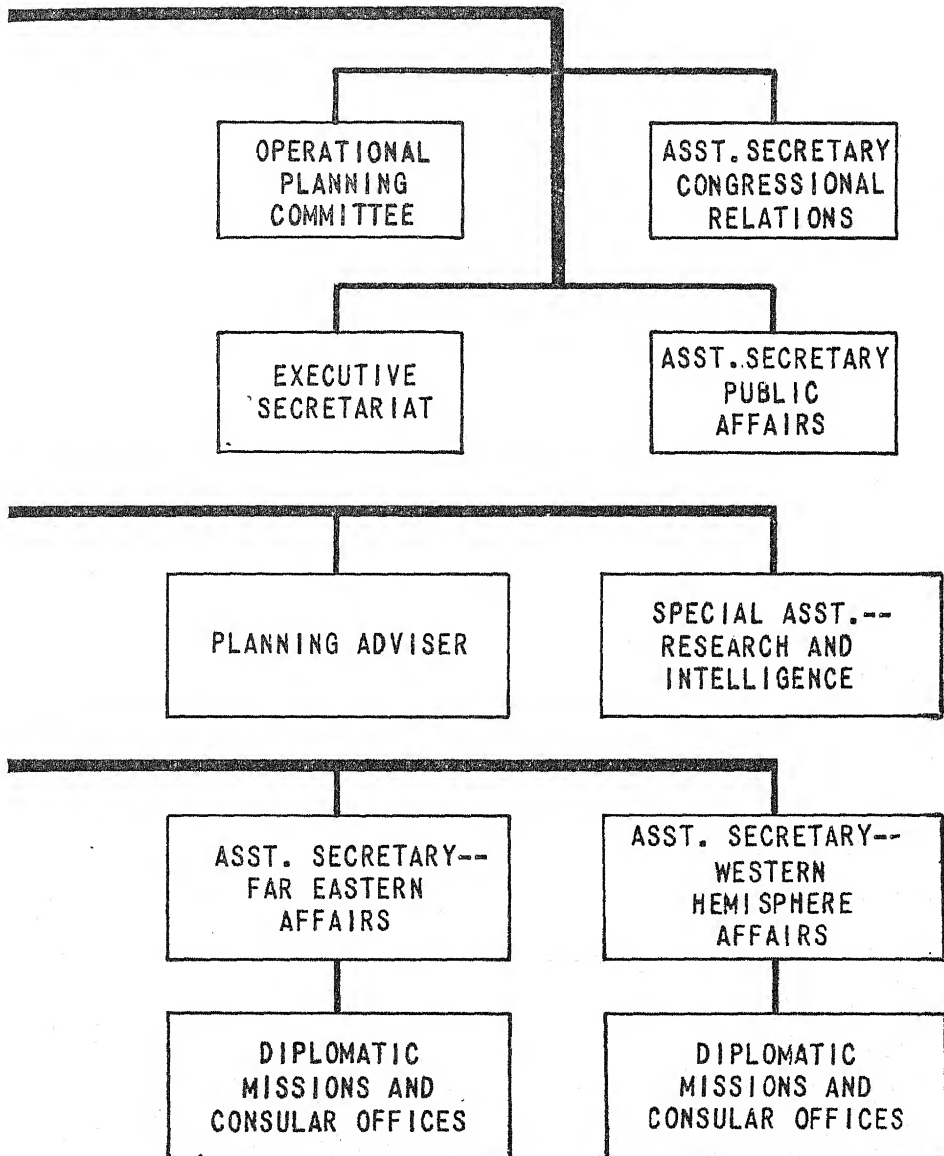 OPERATIONAL
PLANNING
COMMITTEE
ASST. SECRETARY
CONGRESSIONAL
RELATIONS
EXECUTIVE
SECRETARIAT
ASST. SECRETARY
PUBLIC
AFFAIRS
PLANNING ADVISER
SPECIAL ASST.--
RESEARCH AND
INTELLIGENCE
ASST. SECRETARY--
FAR EASTERN
AFFAIRS
ASST. SECRETARY--
WESTERN
HEMISPHERE
AFFAIRS
DIPLOMATIC
MISSIONS AND
CONSULAR OFFICES
DIPLOMATIC
MISSIONS AND
CONSULAR OFFICES